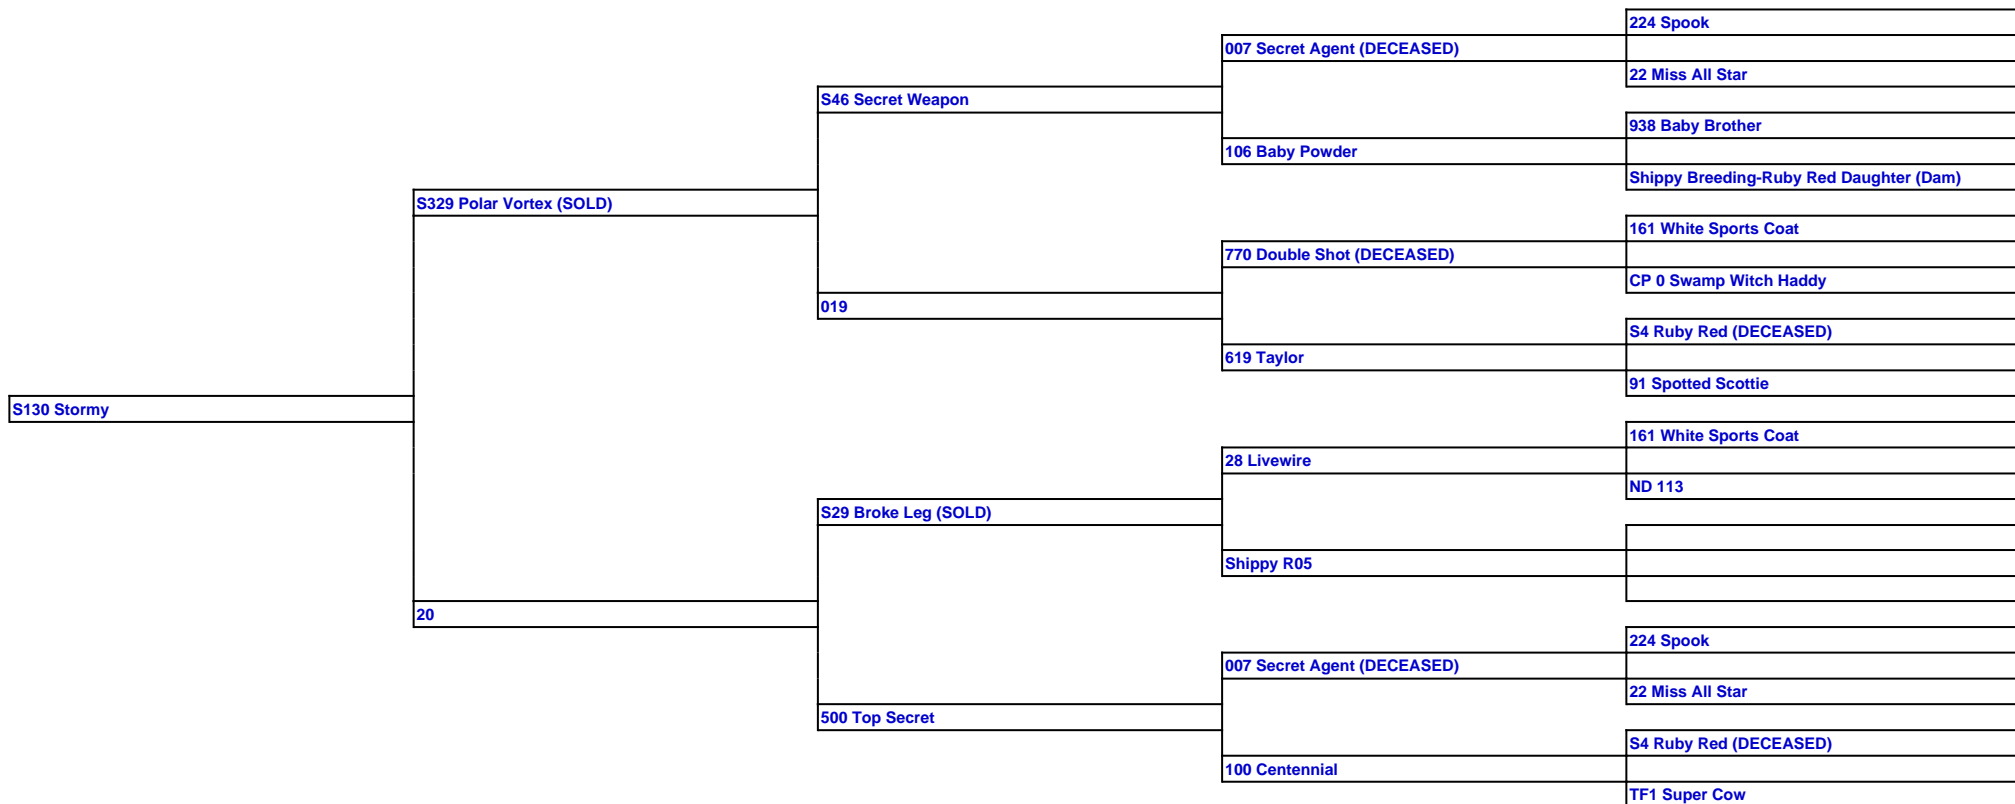 224 Spook
007 Secret Agent (DECEASED)
22 Miss All Star
S46 Secret Weapon
938 Baby Brother
106 Baby Powder
Shippy Breeding-Ruby Red Daughter (Dam)
S329 Polar Vortex (SOLD)
161 White Sports Coat
770 Double Shot (DECEASED)
CP 0 Swamp Witch Haddy
019
S4 Ruby Red (DECEASED)
619 Taylor
91 Spotted Scottie
S130 Stormy
161 White Sports Coat
28 Livewire
ND 113
S29 Broke Leg (SOLD)
Shippy R05
20
224 Spook
007 Secret Agent (DECEASED)
22 Miss All Star
500 Top Secret
S4 Ruby Red (DECEASED)
100 Centennial
TF1 Super Cow